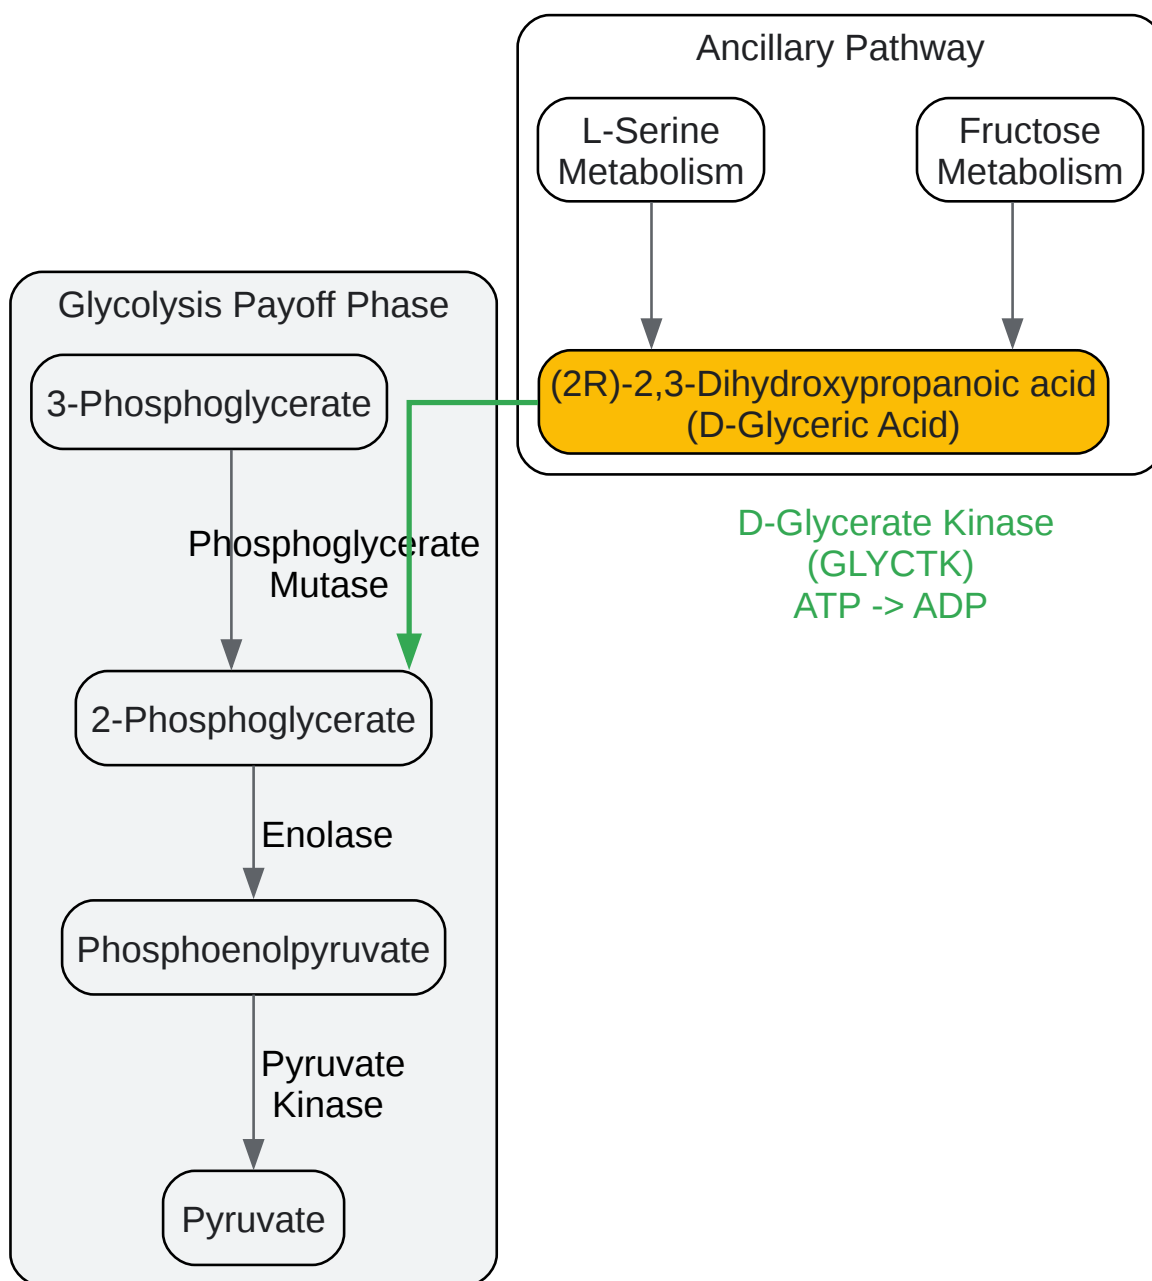 Ancillary Pathway
L-Serine
Metabolism
Fructose
Metabolism
(2R)-2,3-Dihydroxypropanoic acid
(D-Glyceric Acid)
D-Glycerate Kinase
(GLYCTK)
ATP -> ADP
Glycolysis Payoff Phase
3-Phosphoglycerate
Phosphoglycerate
Mutase
2-Phosphoglycerate
Enolase
Phosphoenolpyruvate
Pyruvate
Kinase
Pyruvate